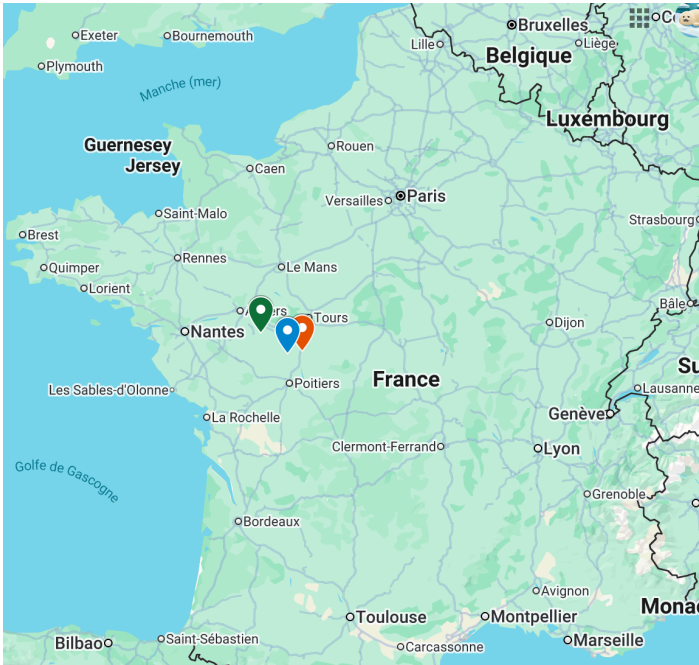 Exeter
Bournemouth
Plymouth
Bruxelles
Lille
Liège
Belgique
Manche (mer)
Luxembourg
Guernesey
Jersey
Rouen
Caen
Versailles
Paris
Saint-Malo
Strasbourg
Brest
Rennes
Quimper
Le Mans
Lorient
Bâle
Tours
Nantes
Dijon
Poitiers
France
Les Sables-d'Olonne
Lausanne
La Rochelle
Genève
Clermont-Ferrand
Lyon
Golfe de Gascogne
Grenoble
Bordeaux
Avignon
Monac
Toulouse
Montpellier
Bilbao
Saint-Sébastien
Carcassonne
Marseille